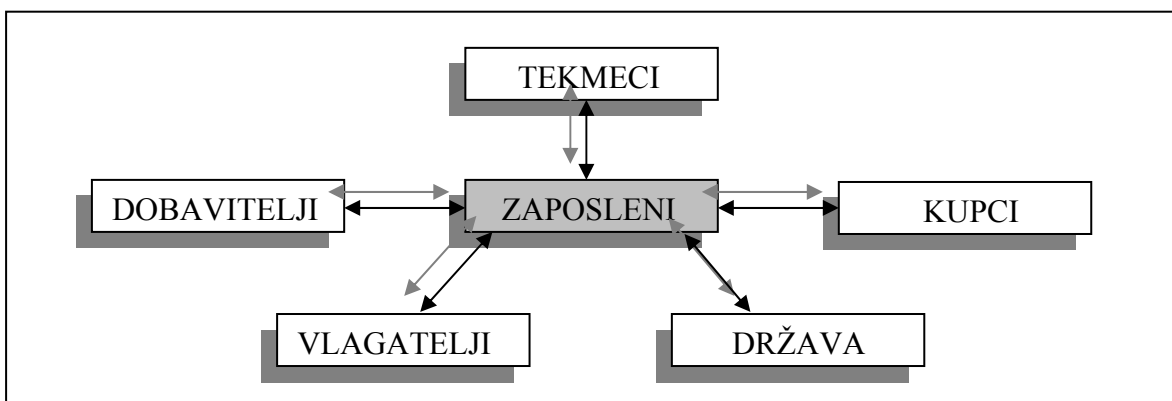 TEKMECI
DOBAVITELJI
ZAPOSLENI
KUPCI
VLAGATELJI
DRŽAVA